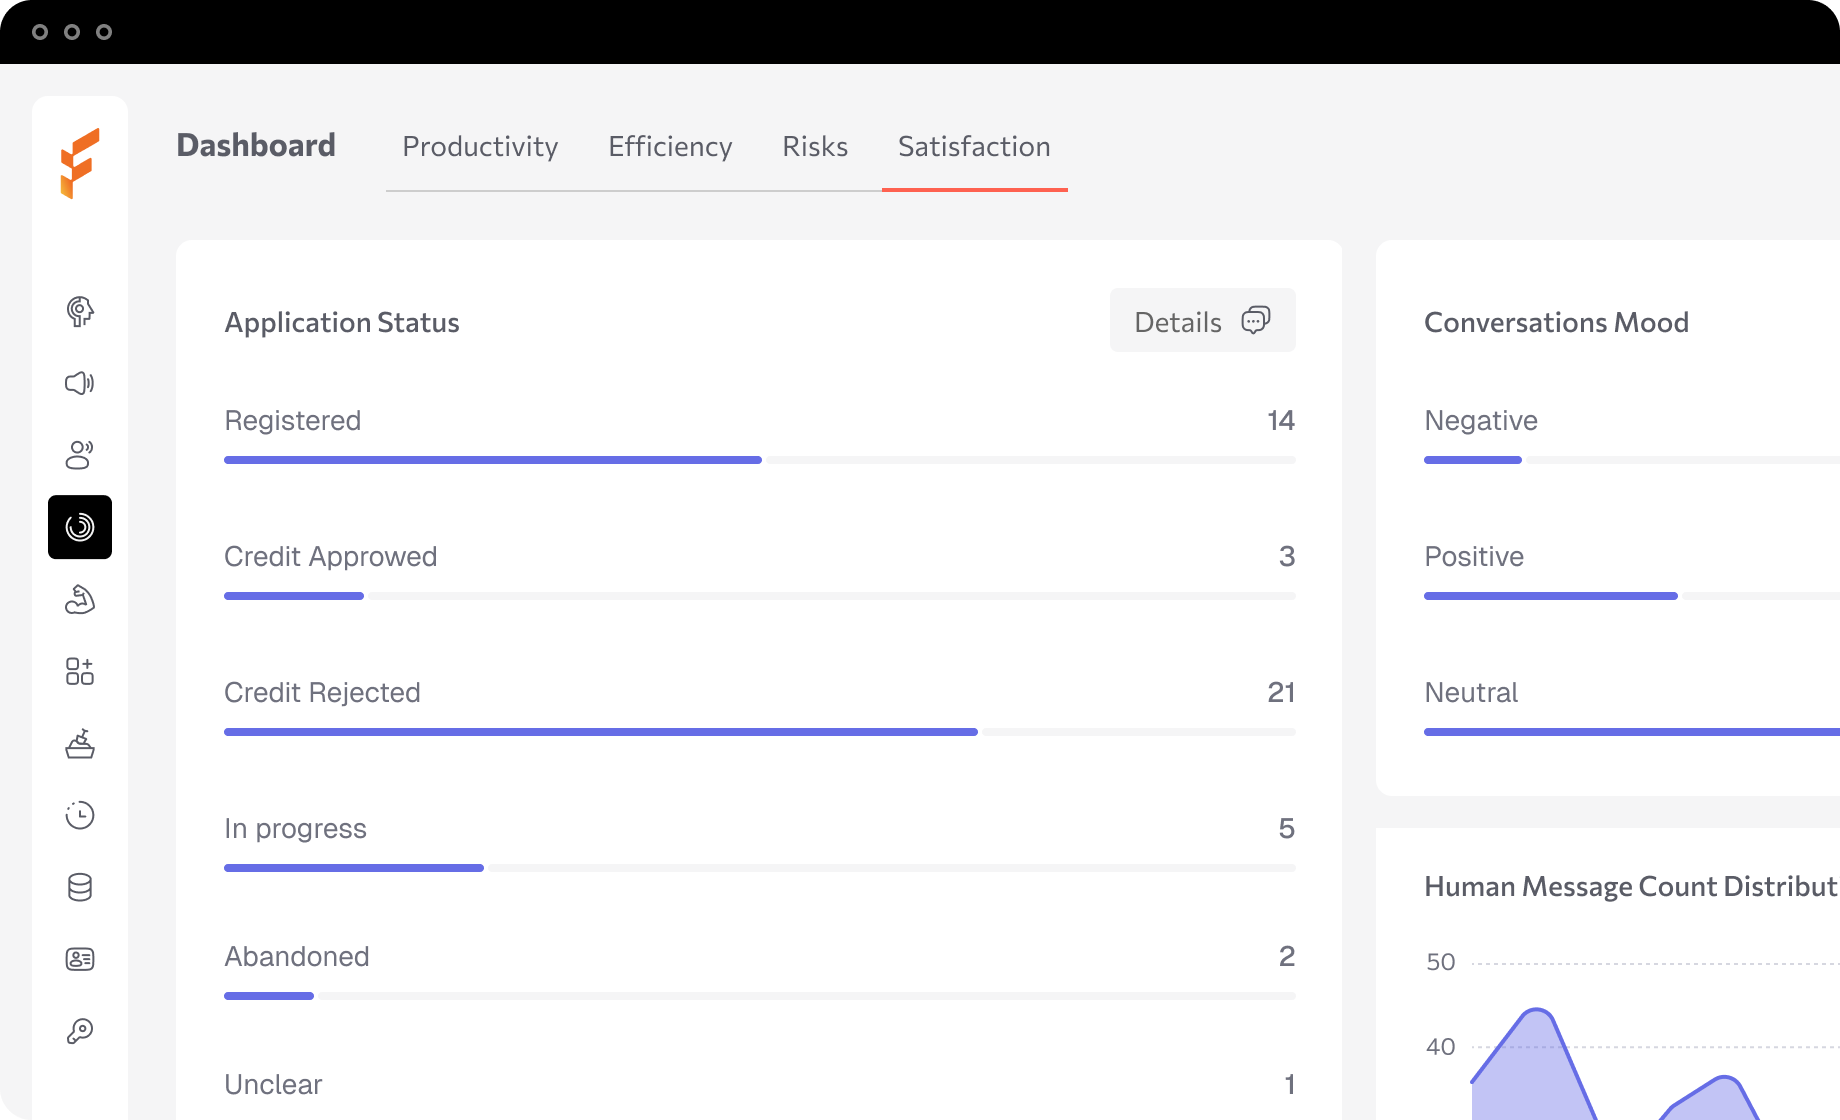 Dashboard
Productivity
Efficiency
Risks
Satisfaction
Application Status
Details
Registered
14
Credit Approwed
3
Credit Rejected
21
In progress
5
Abandoned
2
Unclear
1
Conversations Mood
Negative
Positive
Neutral
Human Message Count Distribut
50
40